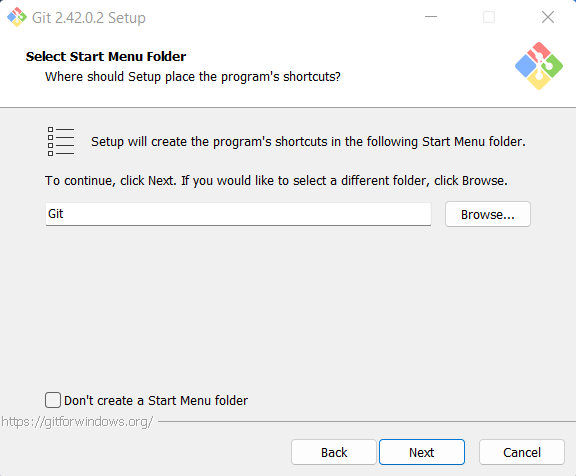 Git 2.42.0.2 Setup
Select Start Menu Folder
Where should Setup place the program's shortcuts?
Setup will create the program's shortcuts in the following Start Menu folder.
To continue, click Next. If you would like to select a different folder, click Browse.
Git
Browse...
Don't create a Start Menu folder
https://gitforwindows.org/
Back
Next
Cancel